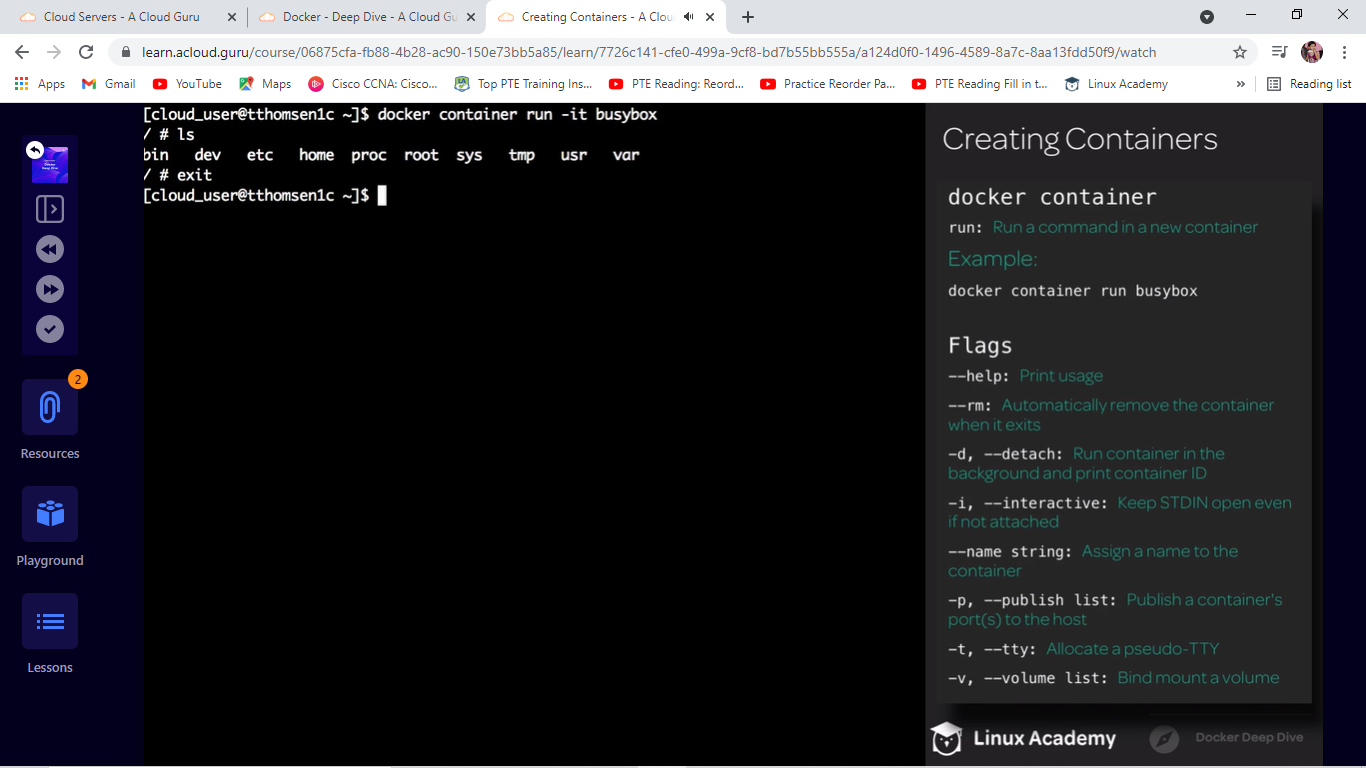 Cloud Servers - A Cloud Guru
Docker - Deep Dive - A Cloud Gu
Creating Containers - A Clou
learn.acloud.guru/course/06875cfa-fb88-4b28-ac90-150e73bb5a85/learn/7726c141-cfe0-499a-9cf8-bd7b55bb555a/a124d0f0-1496-4589-8a7c-8aa13fdd50f9/watch
Apps
Gmail
YouTube
Maps
Cisco CCNA: Cisco...
Top PTE Training Ins...
PTE Reading: Reord...
Practice Reorder Pa...
PTE Reading Fill in t...
Linux Academy
»
Reading list
Docker
Deep Dive
2
Resources
Playground
Lessons
[cloud_user@tthomsen1c ~]$ docker container run -it busybox
/ # ls
bin dev etc home proc root sys tmp usr var
/ # exit
[cloud_user@tthomsen1c ~]$
Creating Containers
docker container
run: Run a command in a new container
Example:
docker container run busybox
Flags
--help: Print usage
--rm: Automatically remove the container
when it exits
-d, --detach: Run container in the
background and print container ID
-i, --interactive: Keep STDIN open even
if not attached
--name string: Assign a name to the
container
-p, --publish list: Publish a container's
port(s) to the host
-t, --tty: Allocate a pseudo-TTY
-v, --volume list: Bind mount a volume
Linux Academy
Docker Deep Dive